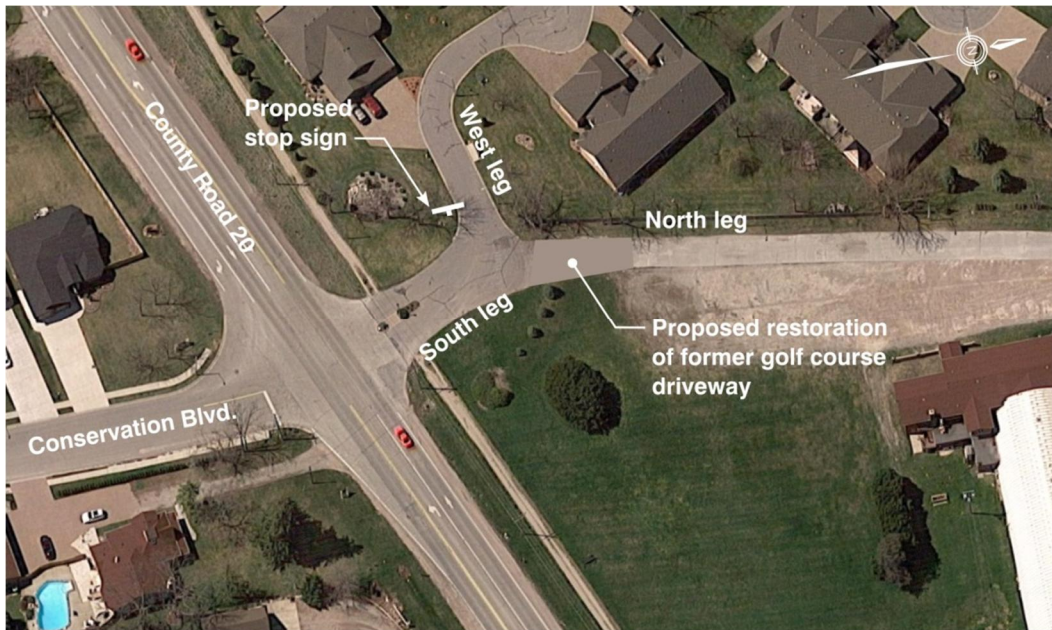 Proposed
stop sign
County Road 20
West leg
North leg
South leg
Proposed restoration
of former golf course
driveway
Conservation Blvd.
N